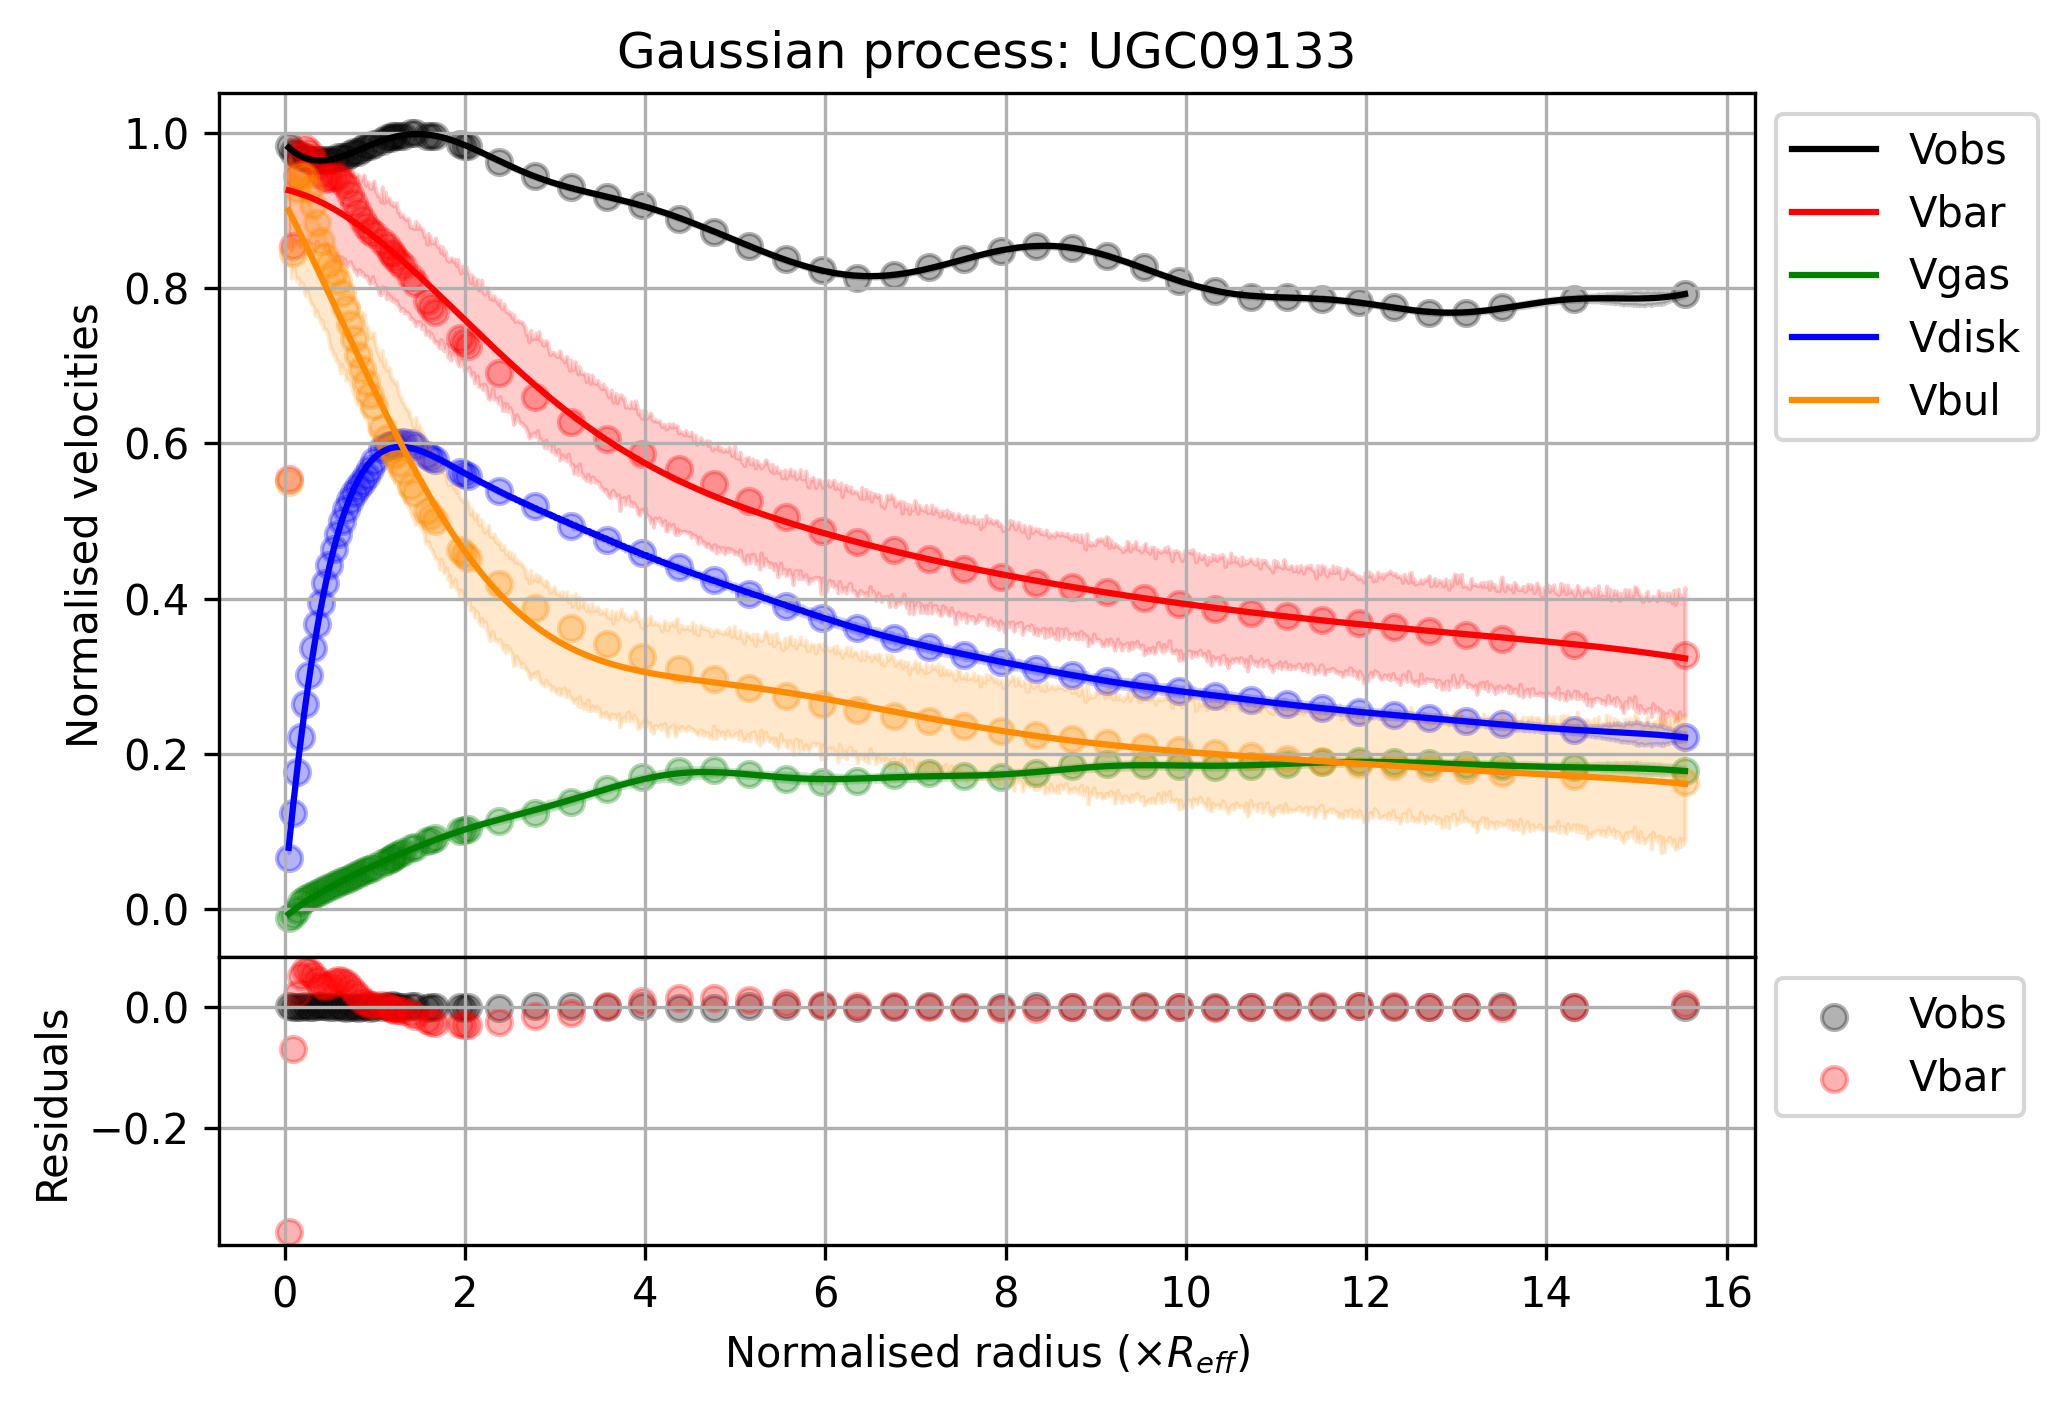 Gaussian process: UGC09133
Normalised velocities
1.0
0.8
0.6
0.4
0.2
0.0
Vobs
Vbar
Vgas
Vdisk
Vbul
Residuals
0.0
−0.2
Vobs
Vbar
0 2 4 6 8 10 12 14 16
Normalised radius (×R_eff)